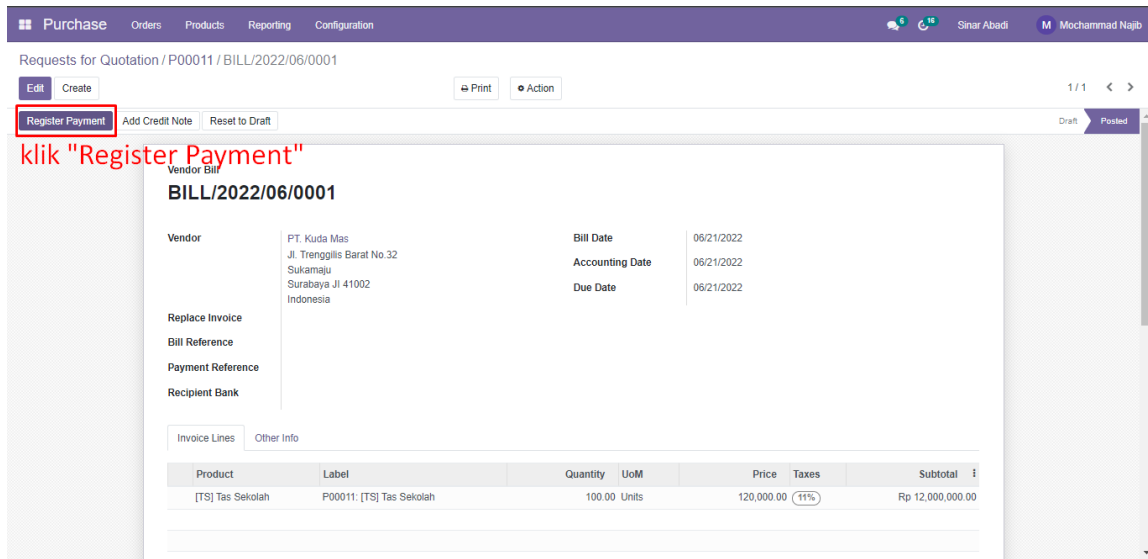 Purchase Orders Products Reporting Configuration 6 16 Sinar Abadi M Mochammad Najib
Requests for Quotation / P00011 / BILL/2022/06/0001
Edit Create Print Action 1 / 1
Register Payment Add Credit Note Reset to Draft Draft Posted
klik "Register Payment"
Vendor Bill
BILL/2022/06/0001
Vendor PT. Kuda Mas Bill Date 06/21/2022
Jl. Trenggilis Barat No.32
Sukamaju Accounting Date 06/21/2022
Surabaya JI 41002 Due Date 06/21/2022
Indonesia
Replace Invoice
Bill Reference
Payment Reference
Recipient Bank
Invoice Lines Other Info
Product Label Quantity UoM Price Taxes Subtotal
[TS] Tas Sekolah P00011: [TS] Tas Sekolah 100.00 Units 120,000.00 11% Rp 12,000,000.00